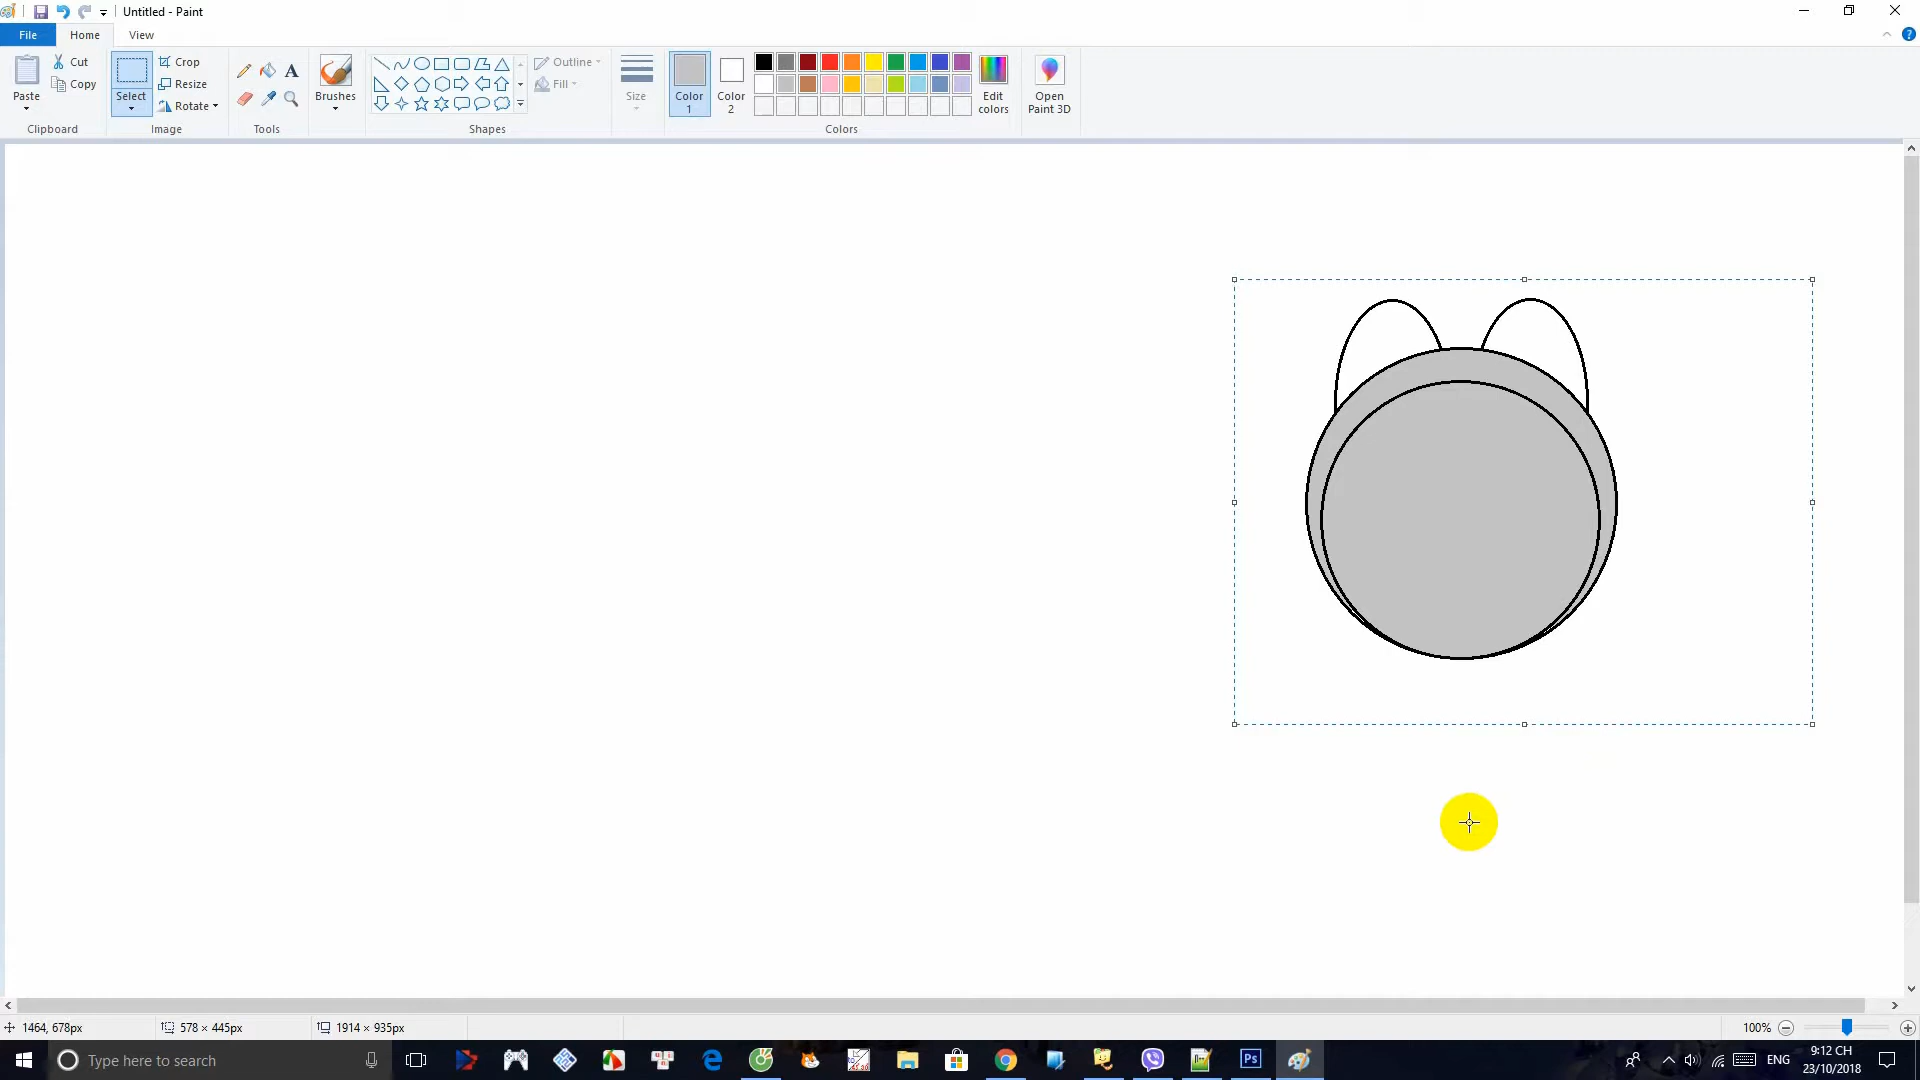 Untitled - Paint
File Home View
Paste
Cut
Copy
Clipboard
Select
Crop
Resize
Rotate
Image
A
Tools
Brushes
Shapes
Outline
Fill
Size
Color 1
Color 2
Colors
Edit colors
Open Paint 3D
1464, 678px
578 × 445px
1914 × 935px
100%
Type here to search
Ps
ENG
9:12 CH
23/10/2018